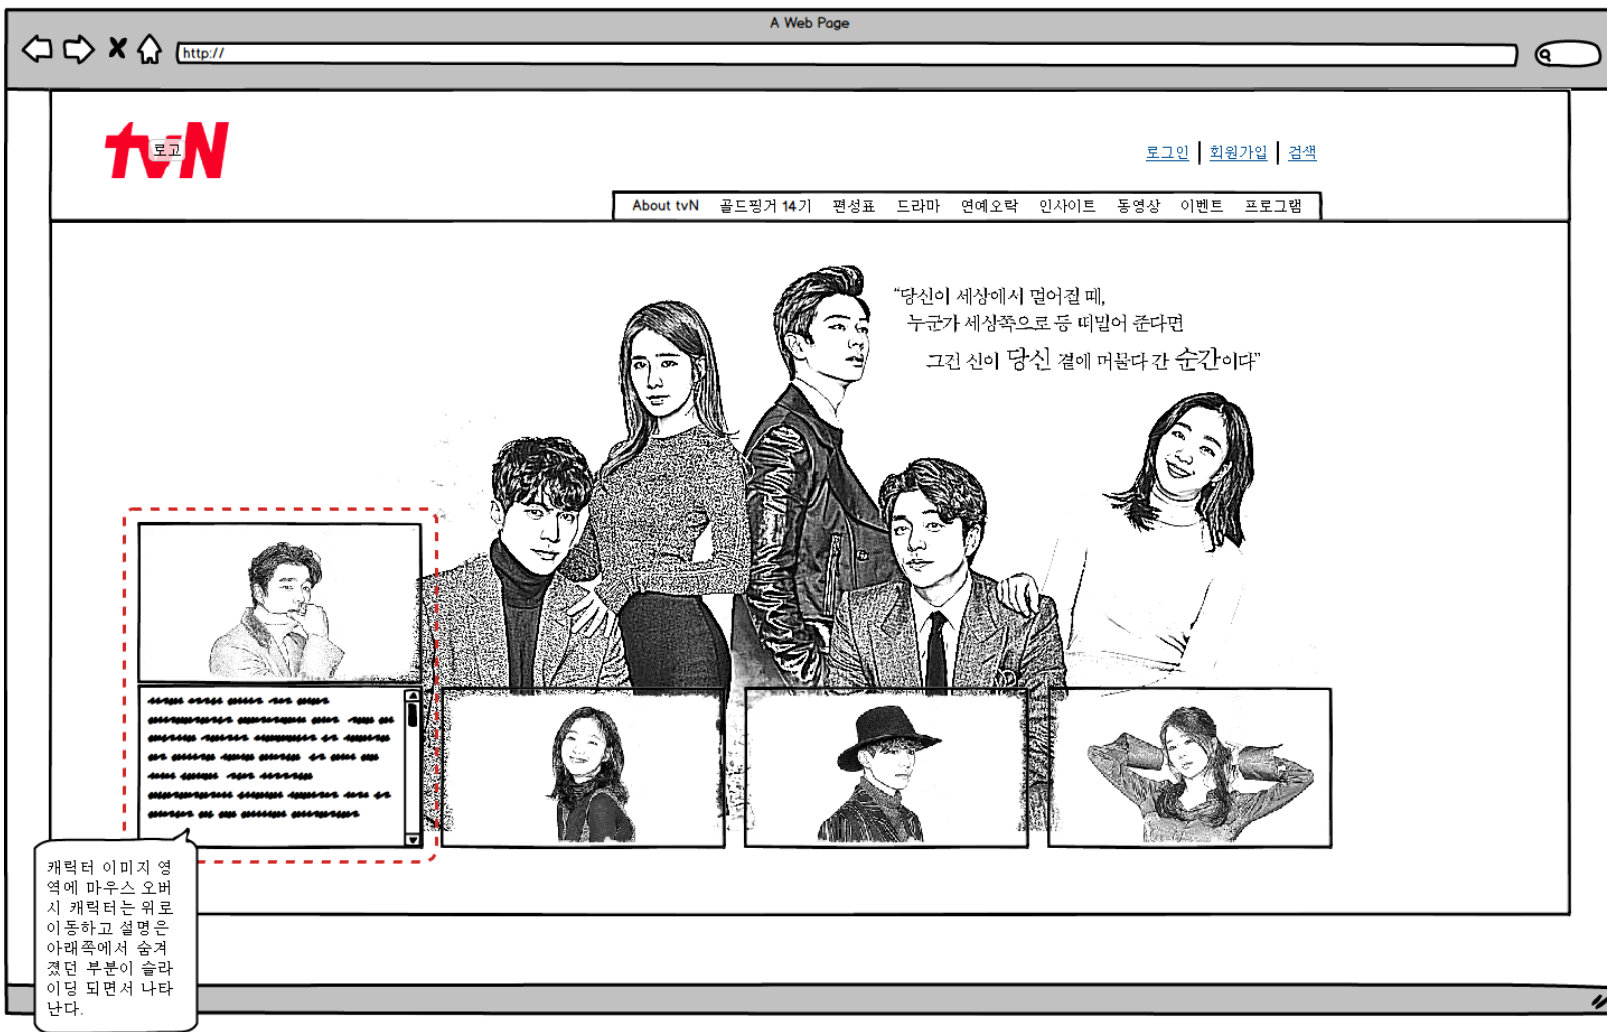 A Web Page
http://
tvN
로고
로그인 | 회원가입 | 검색
About tvN 골드핑거 14기 편성표 드라마 연예오락 인사이트 동영상 이벤트 프로그램
“당신이 세상에서 멀어질 때,
누군가 세상쪽으로 등 떠밀어 준다면
그건 신이 당신 곁에 머물다 간 순간이다”
캐릭터 이미지 영
역에 마우스 오버
시 캐릭터는 위로
이동하고 설명은
아래쪽에서 숨겨
졌던 부분이 슬라
이딩 되면서 나타
난다.